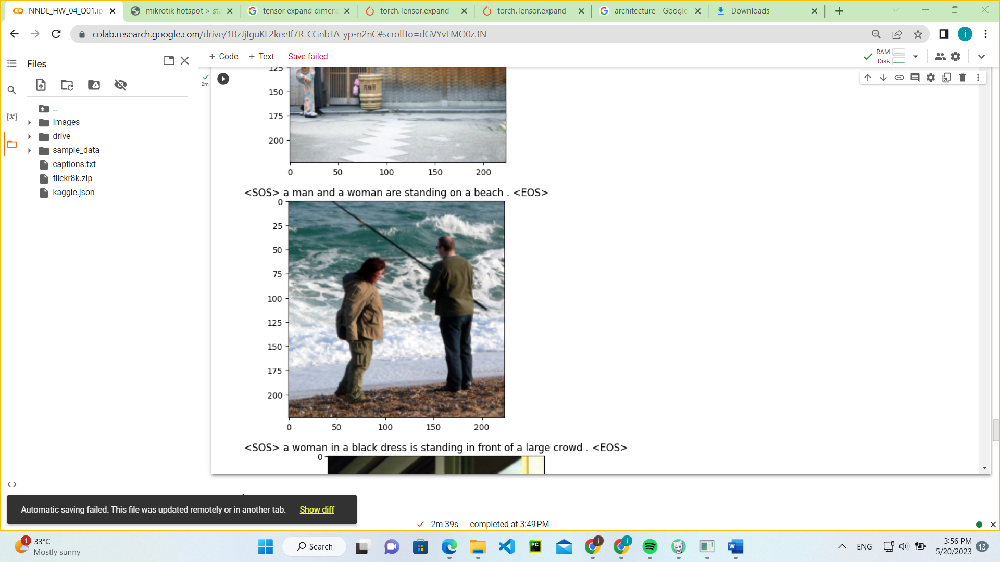 NNDL_HW_04_Q01.ip
mikrotik hotspot > sta
tensor expand dimens
torch.Tensor.expand -
torch.Tensor.expand -
architecture - Google
Downloads
colab.research.google.com/drive/1BzJjIguKL2keeIf7R_CGnbTA_yp-n2nC#scrollTo=dGVYvEMO0z3N
j
Files
+ Code + Text Save failed
RAM
Disk
{x}
..
Images
drive
sample_data
captions.txt
flickr8k.zip
kaggle.json
2m
125
150
175
200
0 50 100 150 200
<SOS> a man and a woman are standing on a beach . <EOS>
0
25
50
75
100
125
150
175
200
0 50 100 150 200
<SOS> a woman in a black dress is standing in front of a large crowd . <EOS>
0
Automatic saving failed. This file was updated remotely or in another tab. Show diff
2m 39s completed at 3:49 PM
1
33°C
Mostly sunny
Search
PC
j
j
W
ENG
3:56 PM
5/20/2023
13